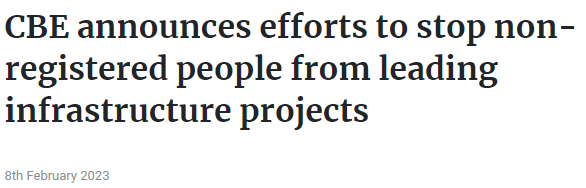 CBE announces efforts to stop non-
registered people from leading
infrastructure projects
8th February 2023